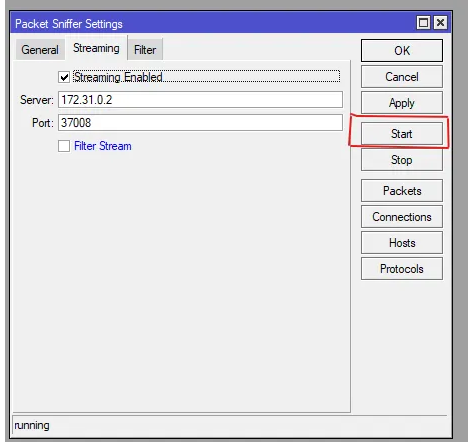 Packet Sniffer Settings
General Streaming Filter
Streaming Enabled
Server: 172.31.0.2
Port: 37008
Filter Stream
OK
Cancel
Apply
Start
Stop
Packets
Connections
Hosts
Protocols
running